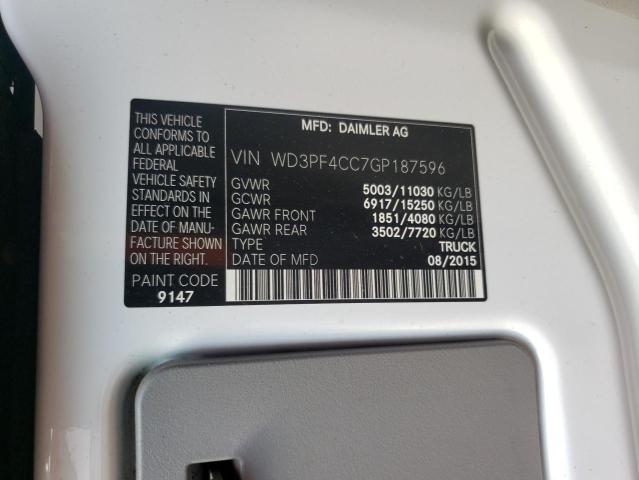 THIS VEHICLE
CONFORMS TO
ALL APPLICABLE
FEDERAL
VEHICLE SAFETY
STANDARDS IN
EFFECT ON THE
DATE OF MANU-
FACTURE SHOWN
ON THE RIGHT.
PAINT CODE
9147
MFD: DAIMLER AG
VIN WD3PF4CC7GP187596
GVWR 5003/11030 KG/LB
GCWR 6917/15250 KG/LB
GAWR FRONT 1851/4080 KG/LB
GAWR REAR 3502/7720 KG/LB
TYPE TRUCK
DATE OF MFD 08/2015